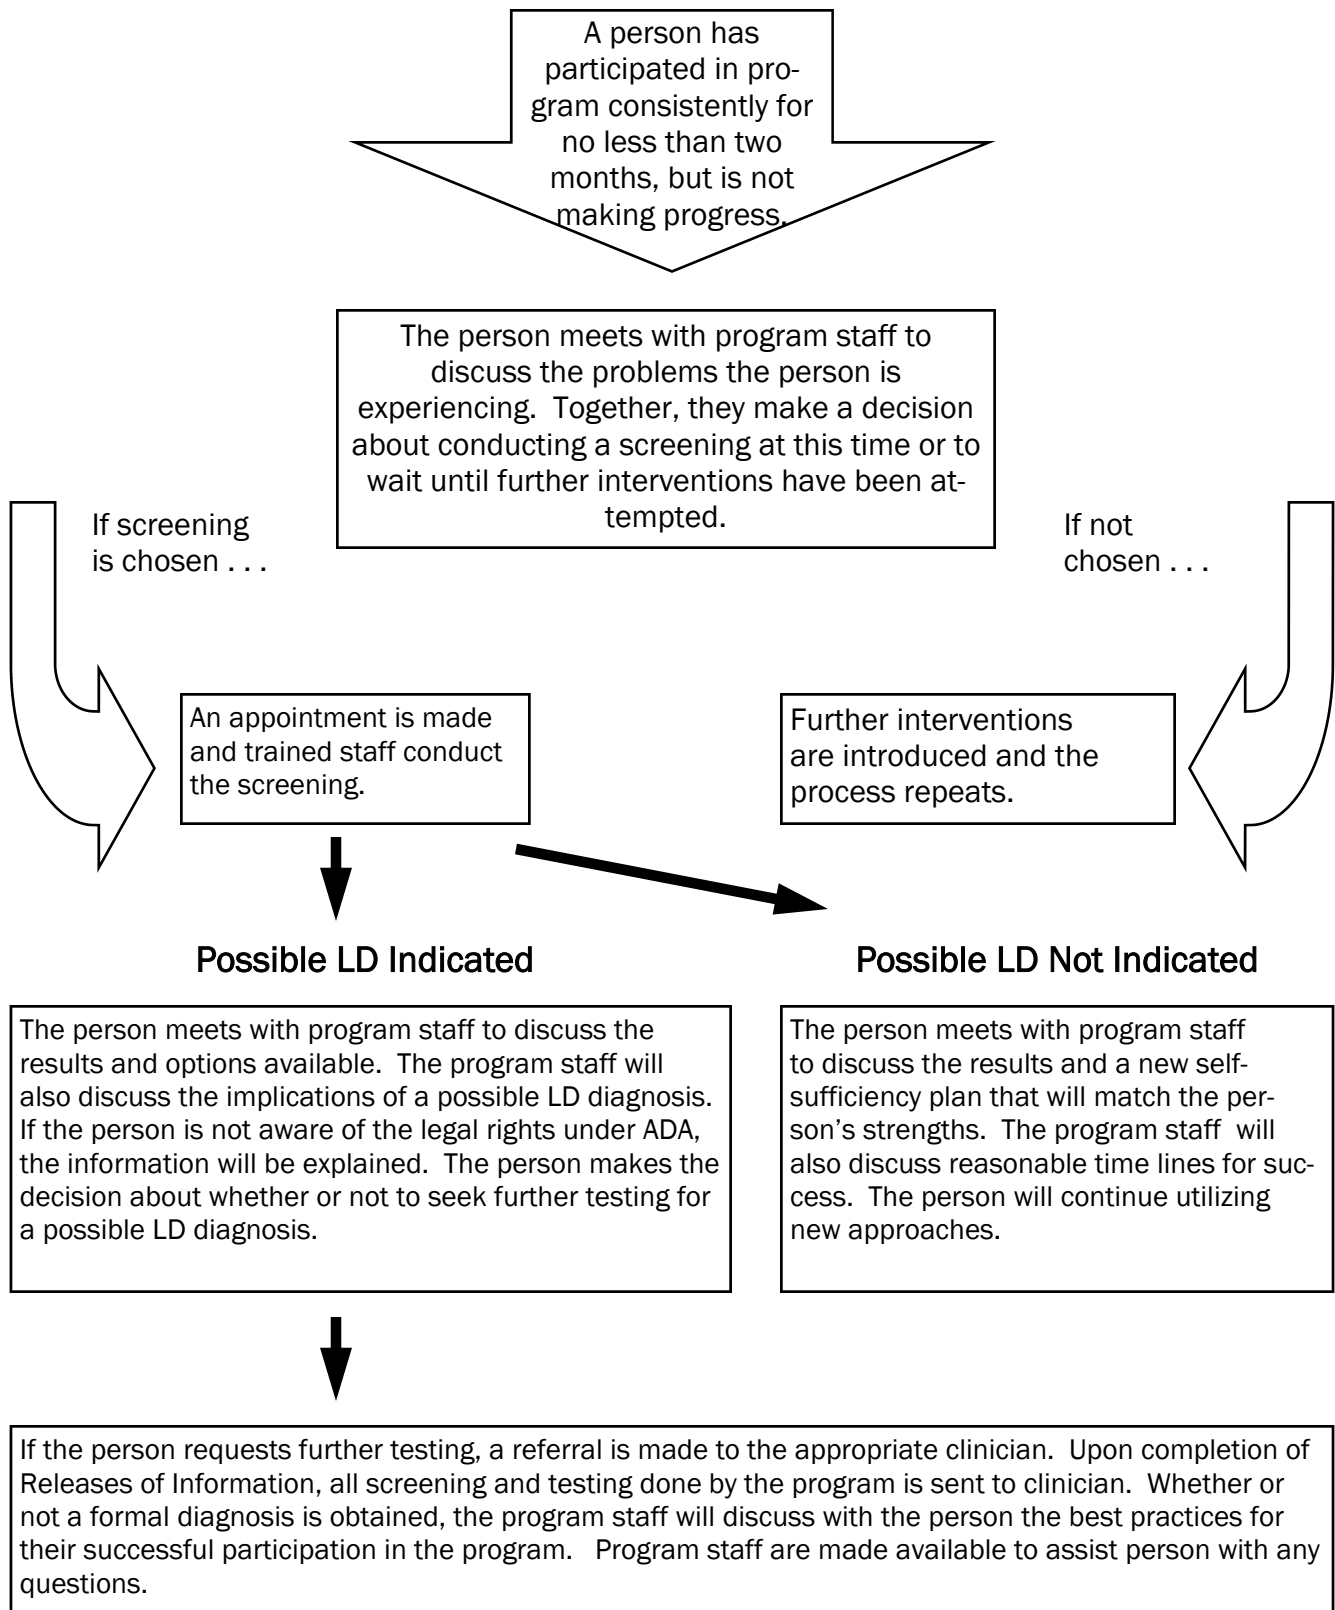 A person has
participated in pro-
gram consistently for
no less than two
months, but is not
making progress.
The person meets with program staff to
discuss the problems the person is
experiencing.  Together, they make a decision
about conducting a screening at this time or to
wait until further interventions have been at-
tempted.
If screening
is chosen . . .
If not
chosen . . .
An appointment is made
and trained staff conduct
the screening.
Further interventions
are introduced and the
process repeats.
Possible LD Indicated
The person meets with program staff to discuss the
results and options available.  The program staff will
also discuss the implications of a possible LD diagnosis.
If the person is not aware of the legal rights under ADA,
the information will be explained.  The person makes the
decision about whether or not to seek further testing for
a possible LD diagnosis.
Possible LD Not Indicated
The person meets with program staff
to discuss the results and a new self-
sufficiency plan that will match the per-
son's strengths.  The program staff  will
also discuss reasonable time lines for suc-
cess.  The person will continue utilizing
new approaches.
If the person requests further testing, a referral is made to the appropriate clinician.  Upon completion of
Releases of Information, all screening and testing done by the program is sent to clinician.  Whether or
not a formal diagnosis is obtained, the program staff will discuss with the person the best practices for
their successful participation in the program.   Program staff are made available to assist person with any
questions.